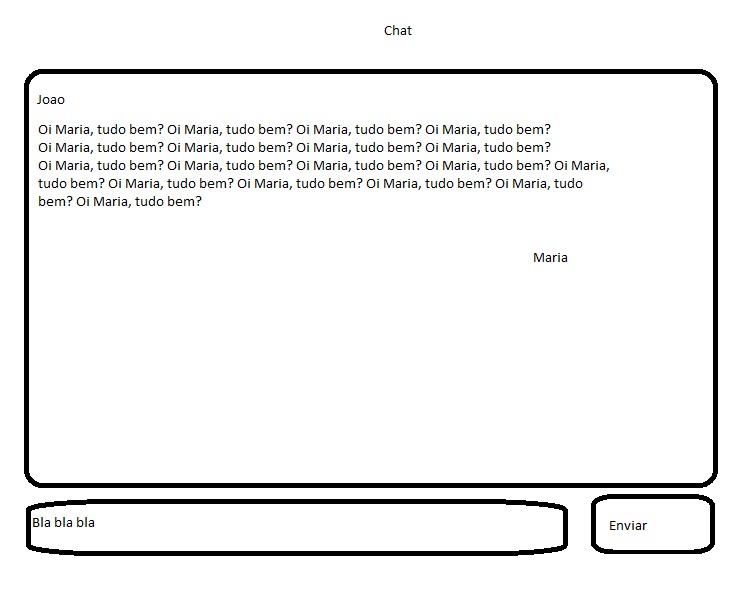 Chat
Joao
Oi Maria, tudo bem? Oi Maria, tudo bem? Oi Maria, tudo bem? Oi Maria, tudo bem?
Oi Maria, tudo bem? Oi Maria, tudo bem? Oi Maria, tudo bem? Oi Maria, tudo bem?
Oi Maria, tudo bem? Oi Maria, tudo bem? Oi Maria, tudo bem? Oi Maria, tudo bem? Oi Maria,
tudo bem? Oi Maria, tudo bem? Oi Maria, tudo bem? Oi Maria, tudo bem? Oi Maria, tudo
bem? Oi Maria, tudo bem?
Maria
Bla bla bla
Enviar